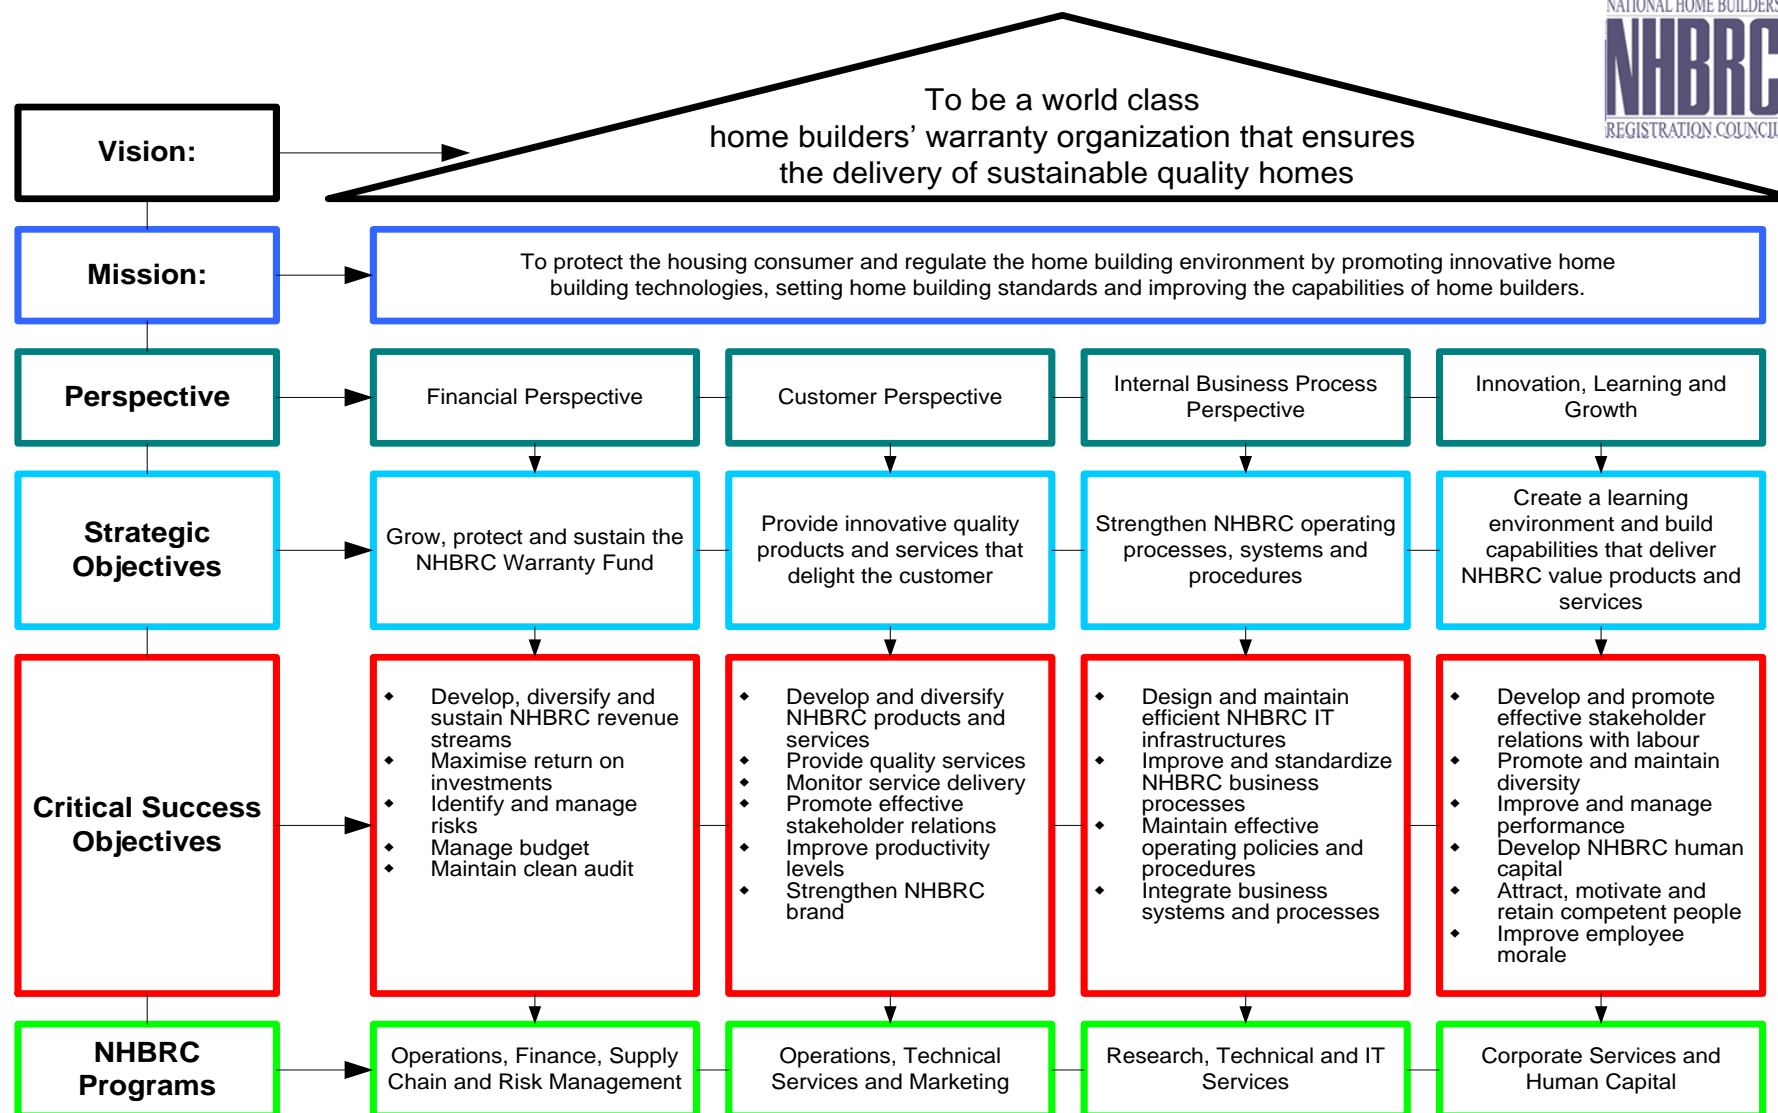 NATIONAL HOME BUILDERS
NHBRC
REGISTRATION COUNCIL
To be a world class
home builders’ warranty organization that ensures
the delivery of sustainable quality homes
Vision:
Mission:
To protect the housing consumer and regulate the home building environment by promoting innovative home
building technologies, setting home building standards and improving the capabilities of home builders.
Perspective
Financial Perspective
Customer Perspective
Internal Business Process
Perspective
Innovation, Learning and
Growth
Strategic
Objectives
Grow, protect and sustain the
NHBRC Warranty Fund
Provide innovative quality
products and services that
delight the customer
Strengthen NHBRC operating
processes, systems and
procedures
Create a learning
environment and build
capabilities that deliver
NHBRC value products and
services
Critical Success
Objectives
◆ Develop, diversify and
sustain NHBRC revenue
streams
◆ Maximise return on
investments
◆ Identify and manage
risks
◆ Manage budget
◆ Maintain clean audit
◆ Develop and diversify
NHBRC products and
services
◆ Provide quality services
◆ Monitor service delivery
◆ Promote effective
stakeholder relations
◆ Improve productivity
levels
◆ Strengthen NHBRC
brand
◆ Design and maintain
efficient NHBRC IT
infrastructures
◆ Improve and standardize
NHBRC business
processes
◆ Maintain effective
operating policies and
procedures
◆ Integrate business
systems and processes
◆ Develop and promote
effective stakeholder
relations with labour
◆ Promote and maintain
diversity
◆ Improve and manage
performance
◆ Develop NHBRC human
capital
◆ Attract, motivate and
retain competent people
◆ Improve employee
morale
NHBRC
Programs
Operations, Finance, Supply
Chain and Risk Management
Operations, Technical
Services and Marketing
Research, Technical and IT
Services
Corporate Services and
Human Capital